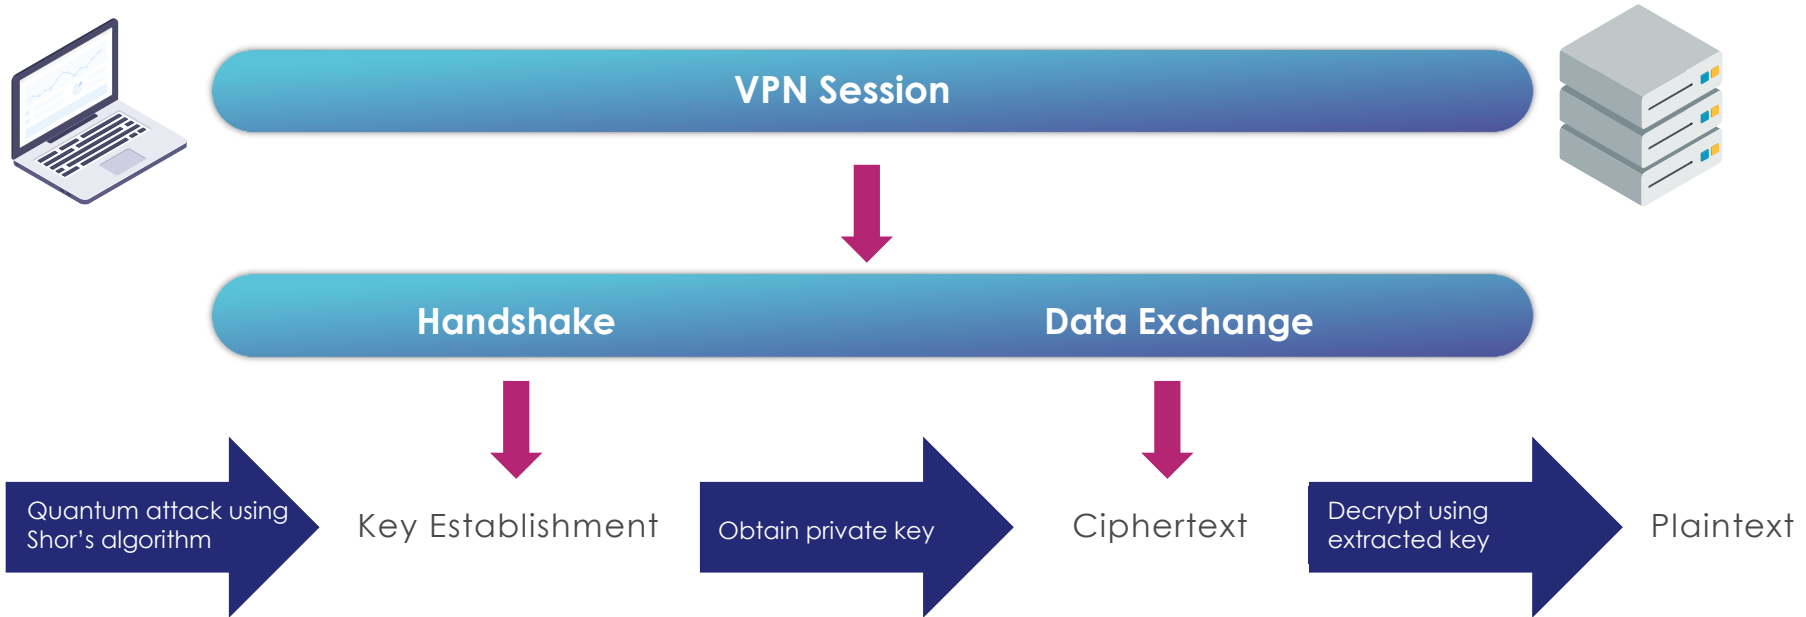 VPN Session
Handshake
Data Exchange
Quantum attack using
Shor's algorithm
Key Establishment
Obtain private key
Ciphertext
Decrypt using
extracted key
Plaintext